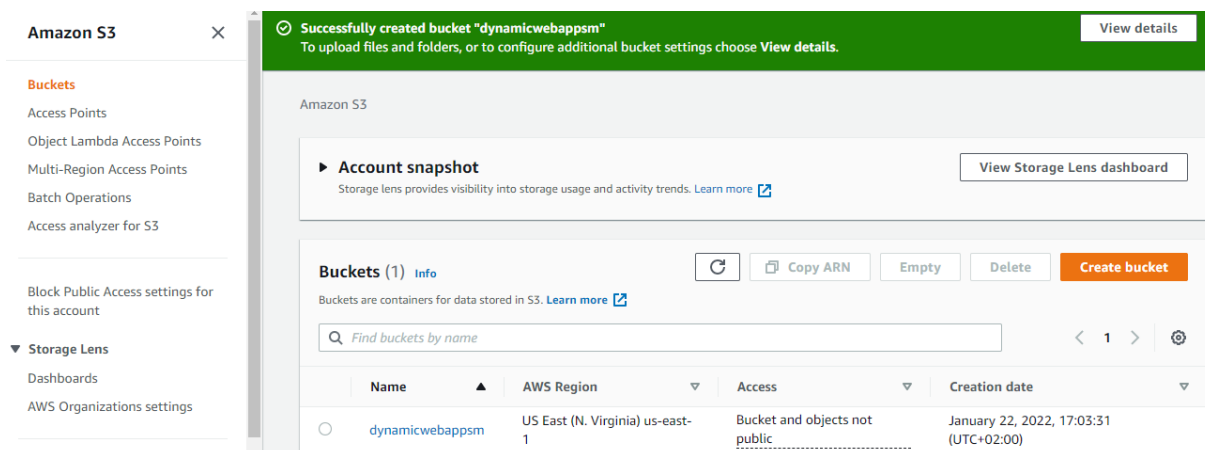 Amazon S3
Buckets
Access Points
Object Lambda Access Points
Multi-Region Access Points
Batch Operations
Access analyzer for S3
Block Public Access settings for
this account
Storage Lens
Dashboards
AWS Organizations settings
Successfully created bucket "dynamicwebappsm"
To upload files and folders, or to configure additional bucket settings choose View details.
View details
Amazon S3
Account snapshot
Storage lens provides visibility into storage usage and activity trends. Learn more
View Storage Lens dashboard
Buckets (1) Info
Buckets are containers for data stored in S3. Learn more
Copy ARN
Empty
Delete
Create bucket
Find buckets by name
1
Name AWS Region Access Creation date
dynamicwebappsm
US East (N. Virginia) us-east-
1
Bucket and objects not
public
January 22, 2022, 17:03:31
(UTC+02:00)